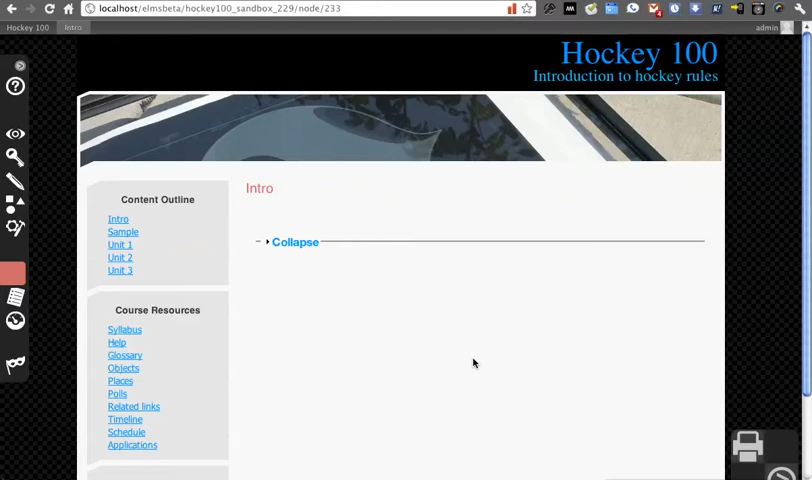 localhost/elmsbeta/hockey100_sandbox_229/node/233
Hockey 100
Intro
admin
Hockey 100
Introduction to hockey rules
Content Outline
Intro
Sample
Unit 1
Unit 2
Unit 3
Course Resources
Syllabus
Help
Glossary
Objects
Places
Polls
Related links
Timeline
Schedule
Applications
Intro
Collapse